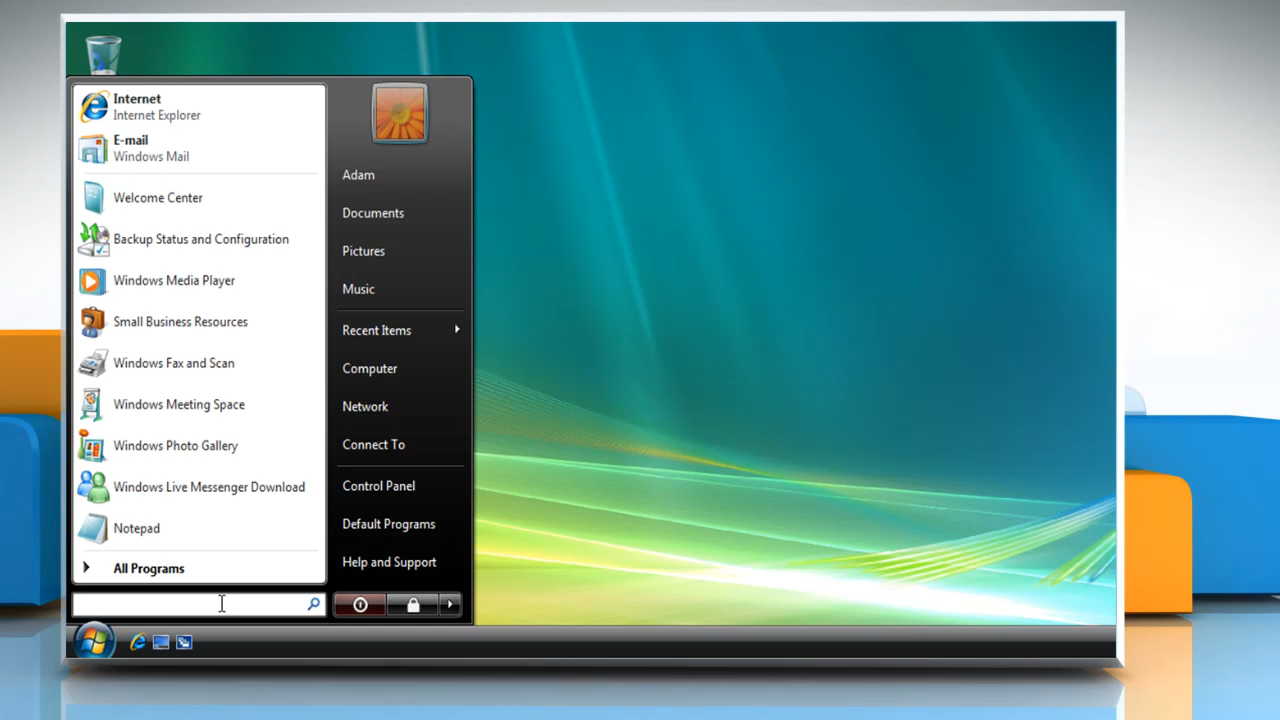 Internet
Internet Explorer
E-mail
Windows Mail
Welcome Center
Backup Status and Configuration
Windows Media Player
Small Business Resources
Windows Fax and Scan
Windows Meeting Space
Windows Photo Gallery
Windows Live Messenger Download
Notepad
All Programs
Adam
Documents
Pictures
Music
Recent Items
Computer
Network
Connect To
Control Panel
Default Programs
Help and Support